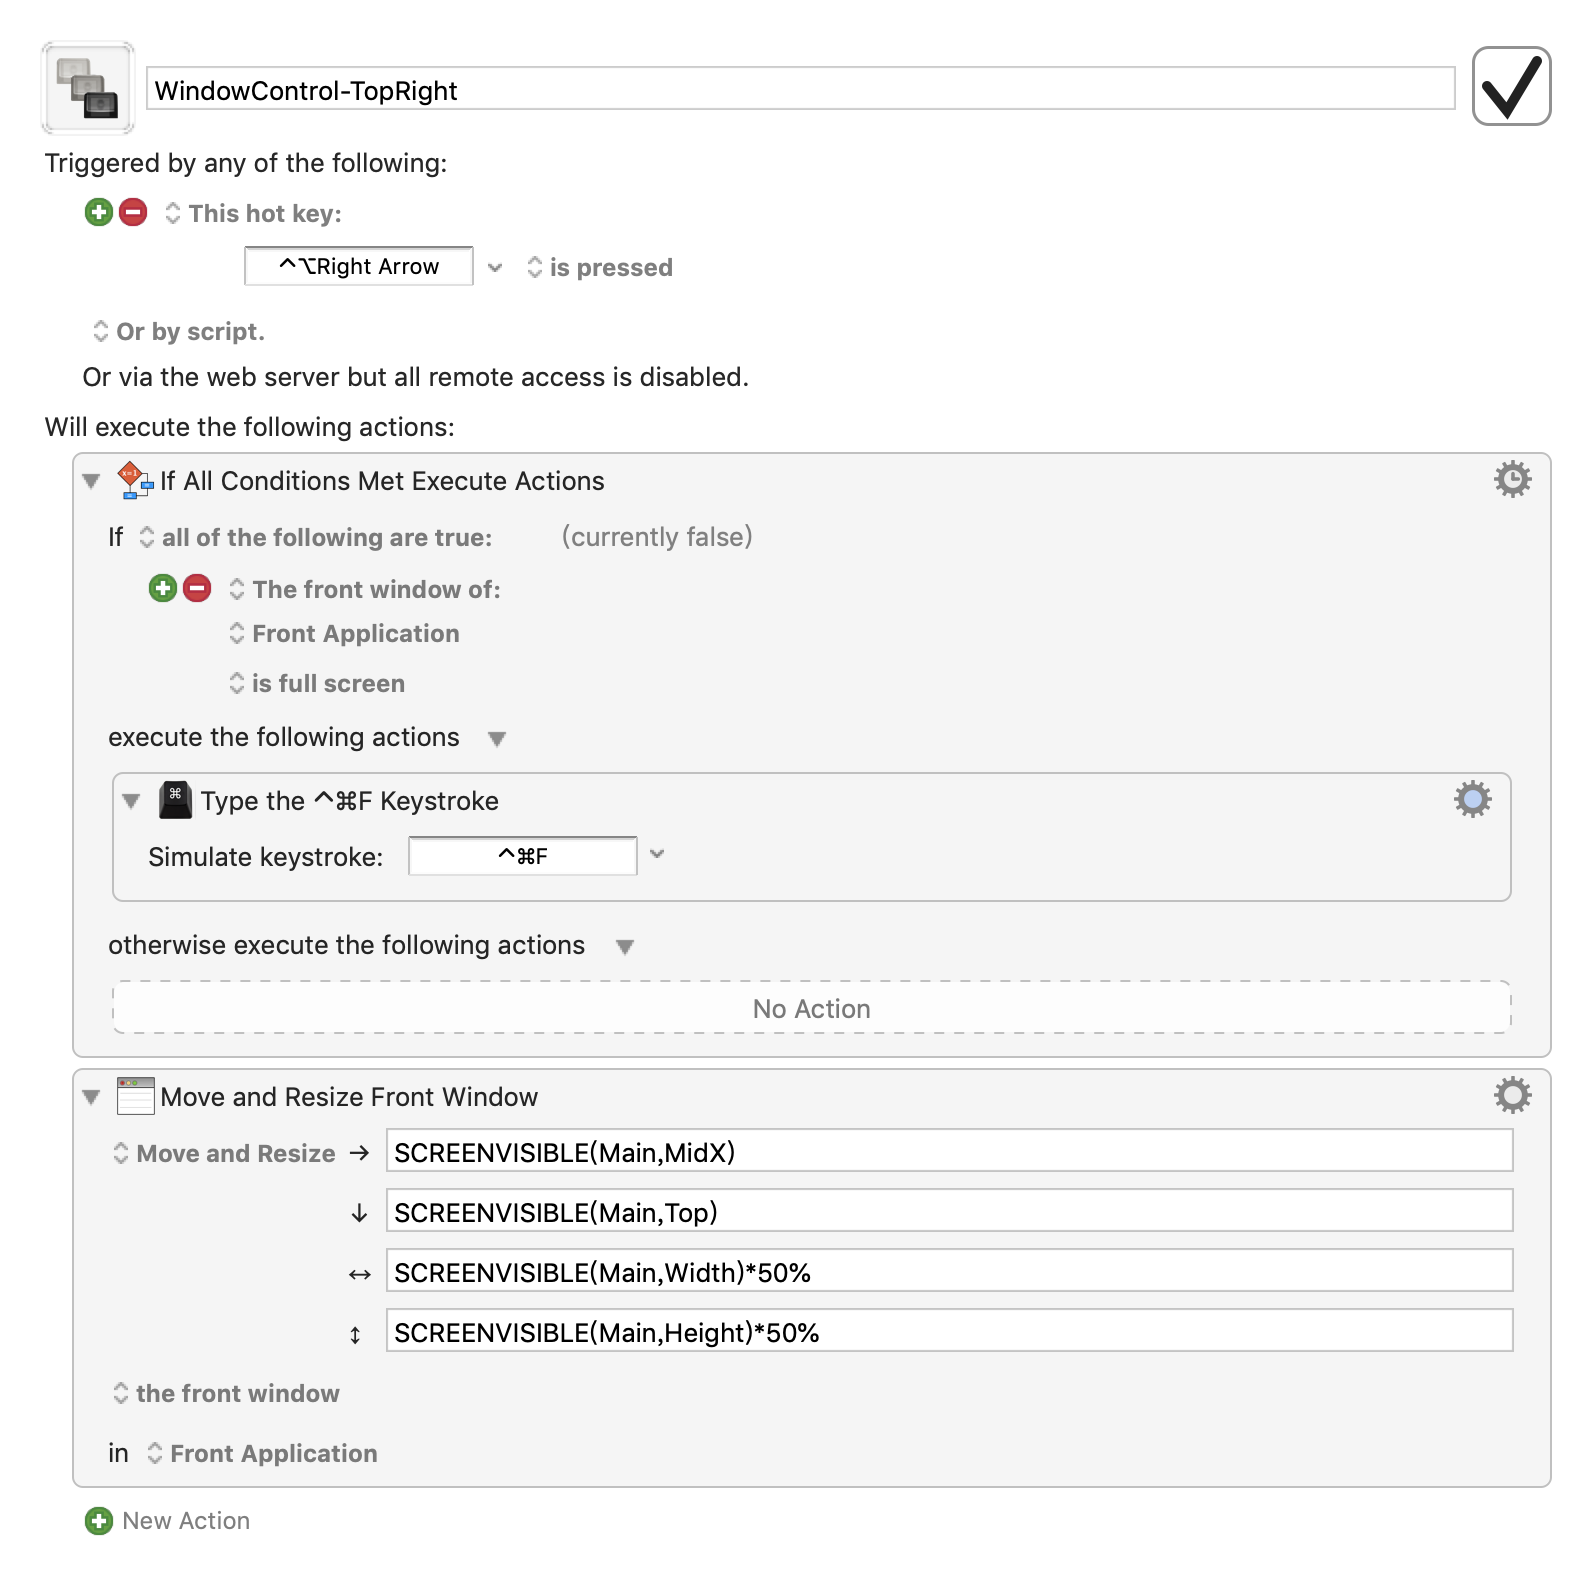 WindowControl-TopRight
Triggered by any of the following:
This hot key:
^⌥Right Arrow is pressed
Or by script.
Or via the web server but all remote access is disabled.
Will execute the following actions:
x=1 If All Conditions Met Execute Actions
If all of the following are true: (currently false)
The front window of:
Front Application
is full screen
execute the following actions
⌘ Type the ^⌘F Keystroke
Simulate keystroke: ^⌘F
otherwise execute the following actions
No Action
Move and Resize Front Window
Move and Resize → SCREENVISIBLE(Main,MidX)
↓ SCREENVISIBLE(Main,Top)
↔ SCREENVISIBLE(Main,Width)*50%
↕ SCREENVISIBLE(Main,Height)*50%
the front window
in Front Application
New Action